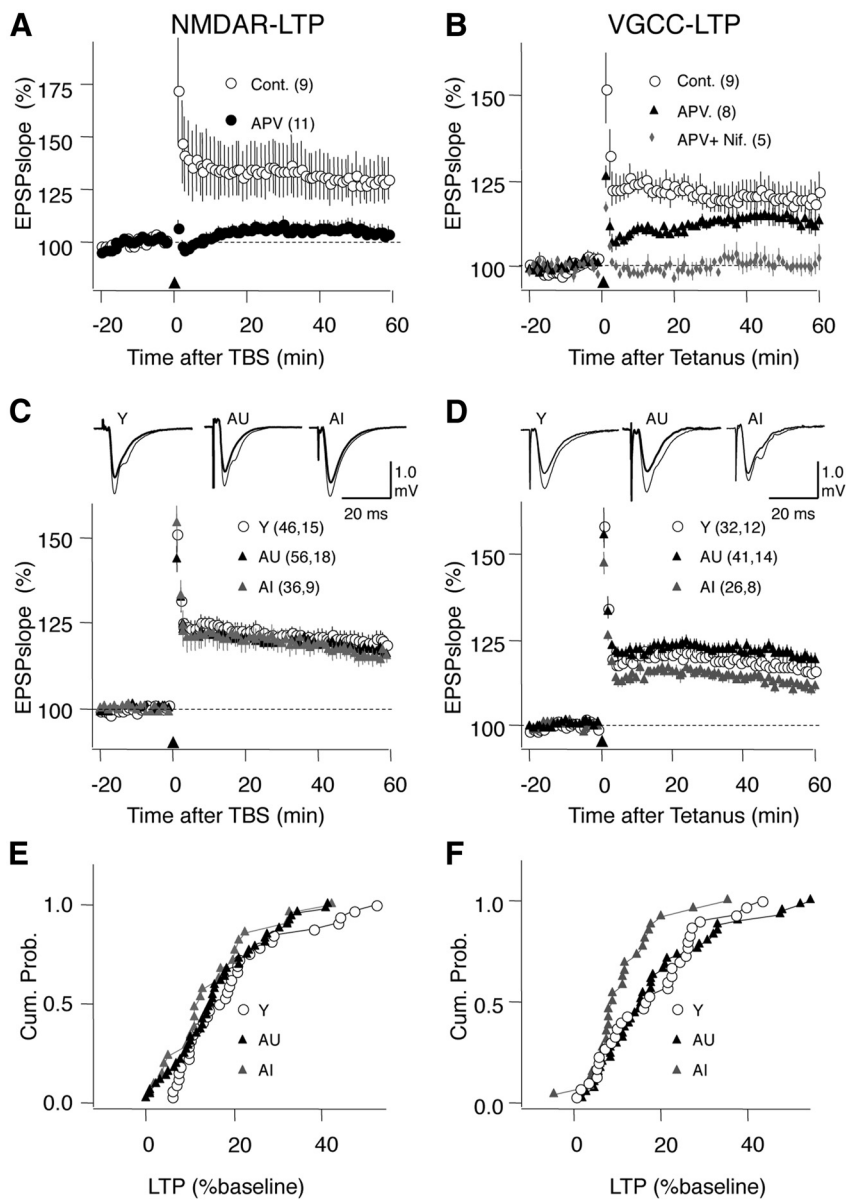 A NMDAR-LTP
EPSPslope (%)
175
150
125
100
Cont. (9)
APV (11)
-20 0 20 40 60
Time after TBS (min)
B VGCC-LTP
EPSPslope (%)
150
125
100
Cont. (9)
APV. (8)
APV+ Nif. (5)
-20 0 20 40 60
Time after Tetanus (min)
C
Y AU AI
1.0
mV
20 ms
EPSPslope (%)
150
125
100
Y (46,15)
AU (56,18)
AI (36,9)
-20 0 20 40 60
Time after TBS (min)
D
Y AU AI
1.0
mV
20 ms
EPSPslope (%)
150
125
100
Y (32,12)
AU (41,14)
AI (26,8)
-20 0 20 40 60
Time after Tetanus (min)
E
Cum. Prob.
1.0
0.5
0.0
Y
AU
AI
0 20 40
LTP (%baseline)
F
Cum. Prob.
1.0
0.5
0.0
Y
AU
AI
0 20 40
LTP (%baseline)